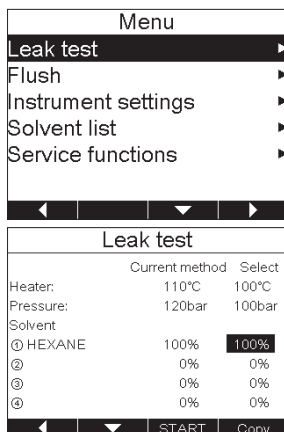 Menu
Leak test
Flush
Instrument settings
Solvent list
Service functions
Leak test
Current method Select
Heater: 110°C 100°C
Pressure: 120bar 100bar
Solvent
① HEXANE 100% 100%
② 0% 0%
③ 0% 0%
④ 0% 0%
START Copy